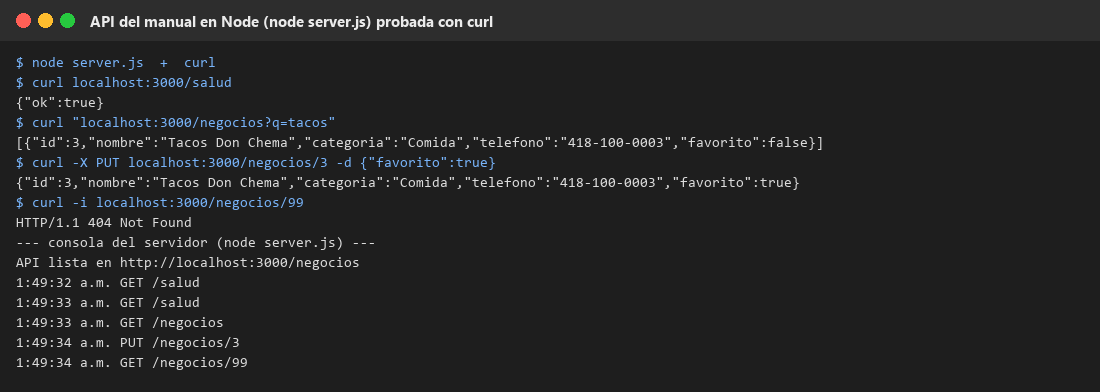 API del manual en Node (node server.js) probada con curl
$ node server.js  +  curl
$ curl localhost:3000/salud
{"ok":true}
$ curl "localhost:3000/negocios?q=tacos"
[{"id":3,"nombre":"Tacos Don Chema","categoria":"Comida","telefono":"418-100-0003","favorito":false}]
$ curl -X PUT localhost:3000/negocios/3 -d {"favorito":true}
{"id":3,"nombre":"Tacos Don Chema","categoria":"Comida","telefono":"418-100-0003","favorito":true}
$ curl -i localhost:3000/negocios/99
HTTP/1.1 404 Not Found
--- consola del servidor (node server.js) ---
API lista en http://localhost:3000/negocios
1:49:32 a.m. GET /salud
1:49:33 a.m. GET /salud
1:49:33 a.m. GET /negocios
1:49:34 a.m. PUT /negocios/3
1:49:34 a.m. GET /negocios/99